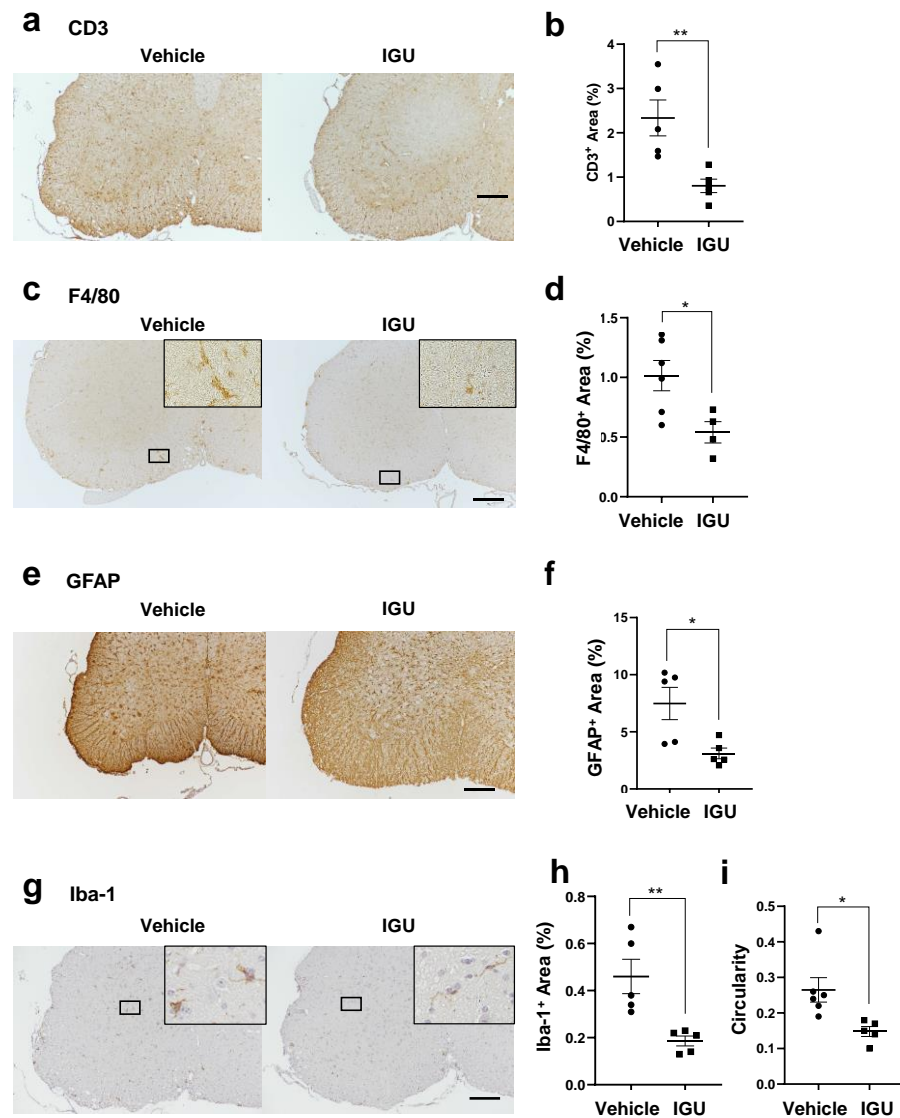 a CD3
Vehicle IGU
b
CD3⁺ Area (%)
4
3
2
1
0
**
Vehicle IGU
c F4/80
Vehicle IGU
d
F4/80⁺ Area (%)
1.5
1.0
0.5
0.0
*
Vehicle IGU
e GFAP
Vehicle IGU
f
GFAP⁺ Area (%)
15
10
5
0
*
Vehicle IGU
g Iba-1
Vehicle IGU
h
Iba-1⁺ Area (%)
0.8
0.6
0.4
0.2
0.0
**
Vehicle IGU
i
Circularity
0.5
0.4
0.3
0.2
0.1
0.0
*
Vehicle IGU